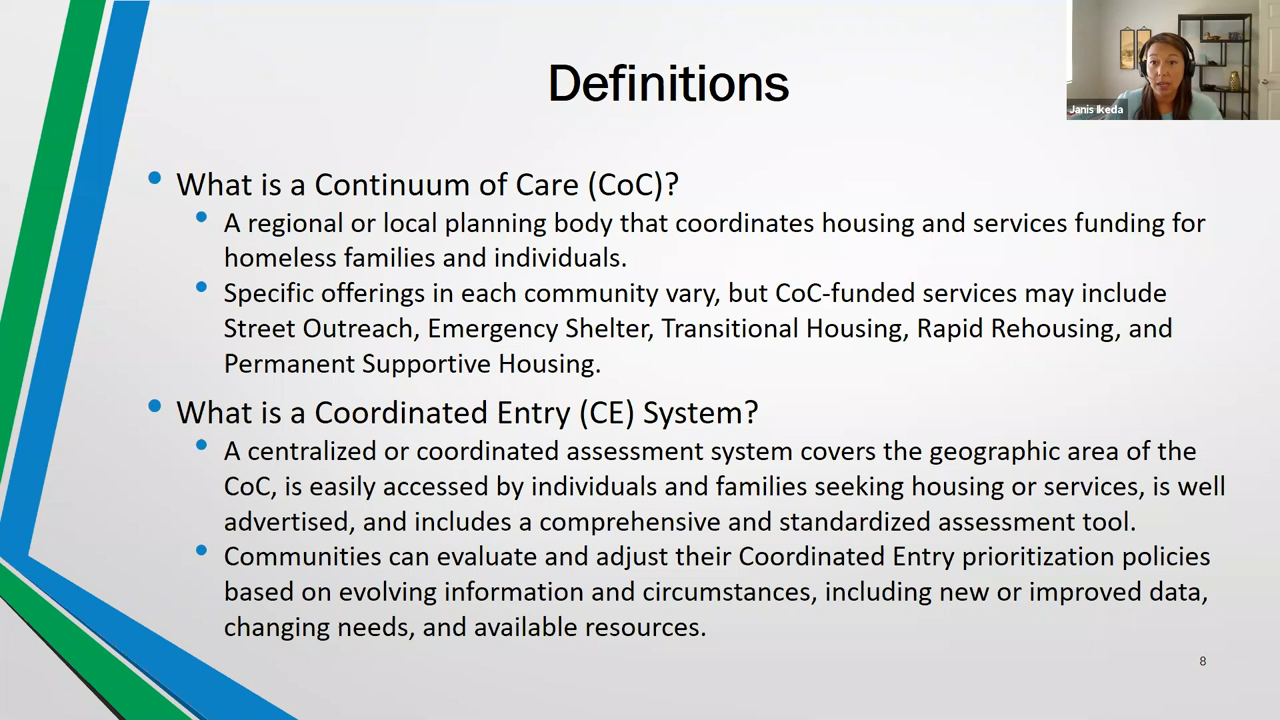 Definitions
Janis Ikeda
What is a Continuum of Care (CoC)?
A regional or local planning body that coordinates housing and services funding for
homeless families and individuals.
Specific offerings in each community vary, but CoC-funded services may include
Street Outreach, Emergency Shelter, Transitional Housing, Rapid Rehousing, and
Permanent Supportive Housing.
What is a Coordinated Entry (CE) System?
A centralized or coordinated assessment system covers the geographic area of the
CoC, is easily accessed by individuals and families seeking housing or services, is well
advertised, and includes a comprehensive and standardized assessment tool.
Communities can evaluate and adjust their Coordinated Entry prioritization policies
based on evolving information and circumstances, including new or improved data,
changing needs, and available resources.
8